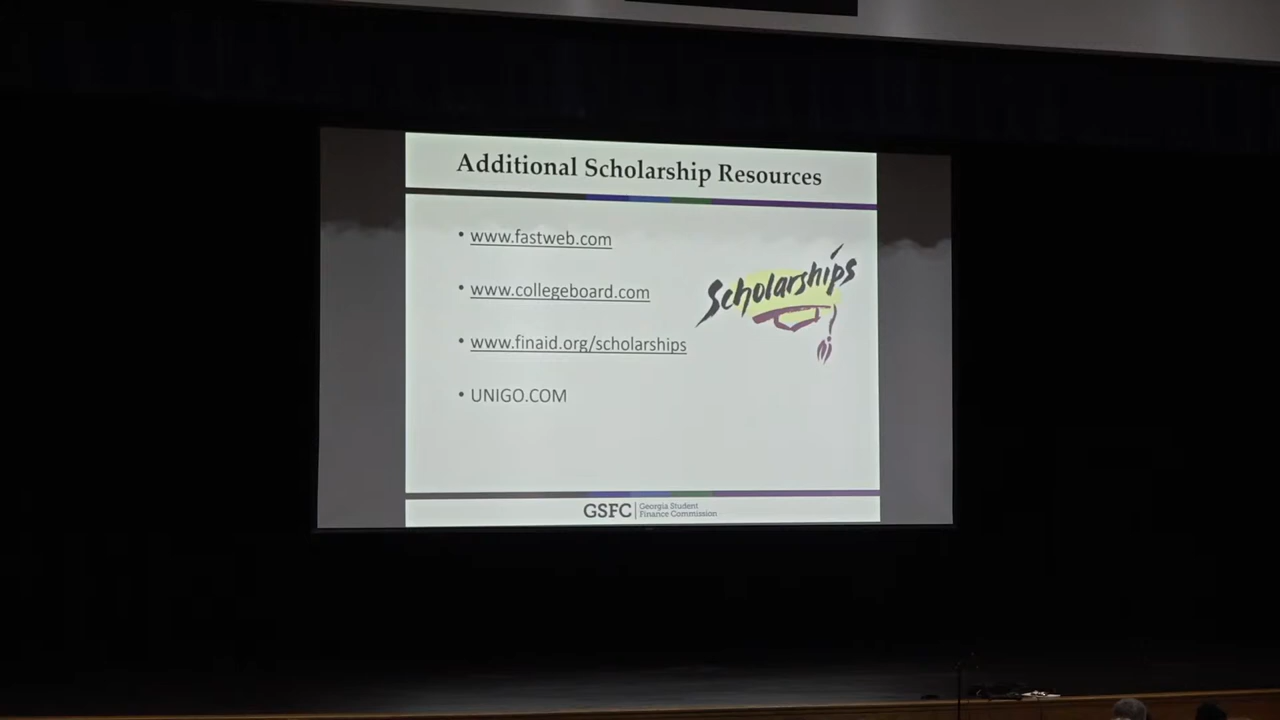 Additional Scholarship Resources
• www.fastweb.com
• www.collegeboard.com
• www.finaid.org/scholarships
• UNIGO.COM
Scholarships
GSFC | Georgia Student
Finance Commission